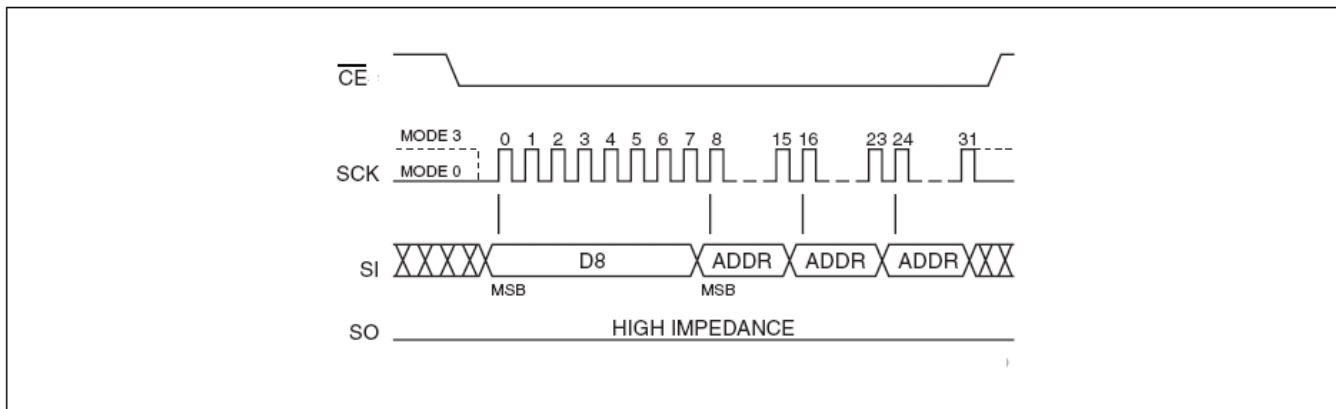 CE
MODE 3
0 1 2 3 4 5 6 7 8 15 16 23 24 31
SCK MODE 0
SI D8 ADDR ADDR ADDR
MSB MSB
SO HIGH IMPEDANCE